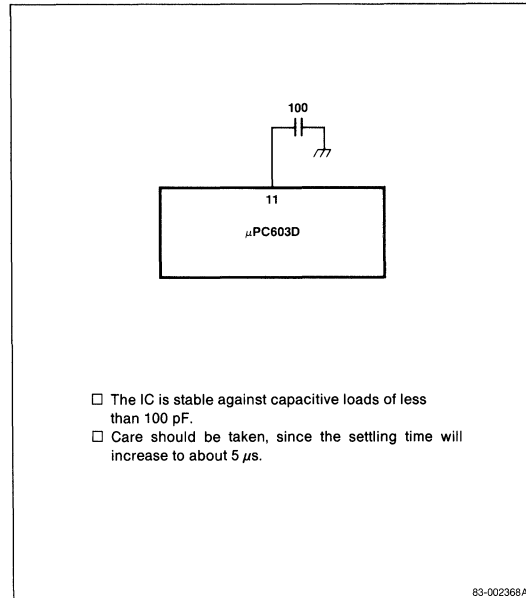 100
11
μPC603D
☐ The IC is stable against capacitive loads of less
than 100 pF.
☐ Care should be taken, since the settling time will
increase to about 5 μs.
83-002368A